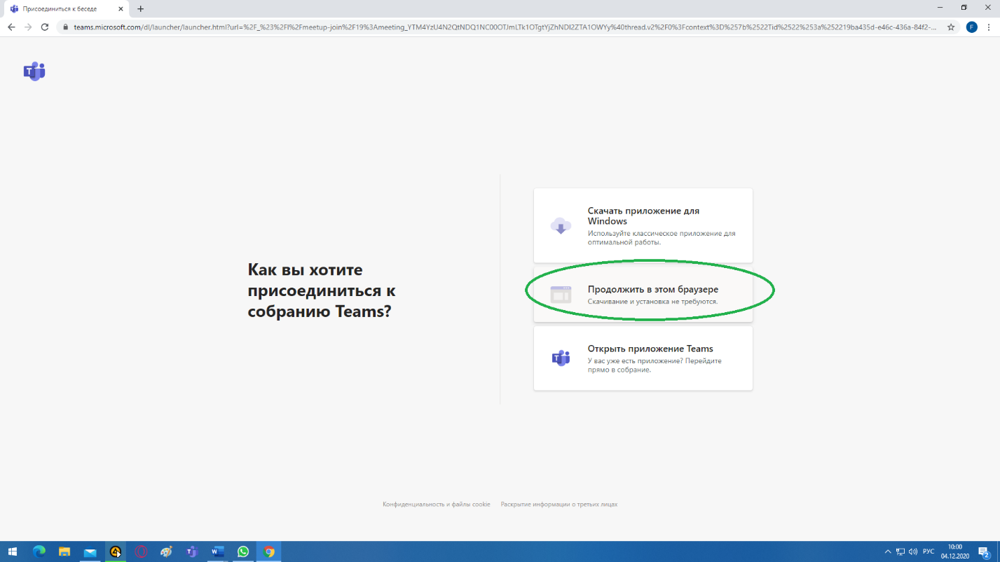 Присоединиться к беседе
teams.microsoft.com/dl/launcher/launcher.html?url=%2F_%23%2Fl%2Fmeetup-join%2F19%3Ameeting_YTM4YzU4N2QtNDQ1NC00OTJmLTk1OTgtYjZhNDI2ZTA1OWYy%40thread.v2%2F0%3Fcontext%3D%257b%2522Tid%2522%253a%252219ba435d-e46c-436a-84f2-...
F
T
Скачать приложение для
Windows
Используйте классическое приложение для
оптимальной работы.
Как вы хотите
присоединиться к
собранию Teams?
Продолжить в этом браузере
Скачивание и установка не требуются.
T
Открыть приложение Teams
У вас уже есть приложение? Перейдите
прямо в собрание.
Конфиденциальность и файлы cookie
Раскрытие информации о третьих лицах
РУС
10:00
04.12.2020
2